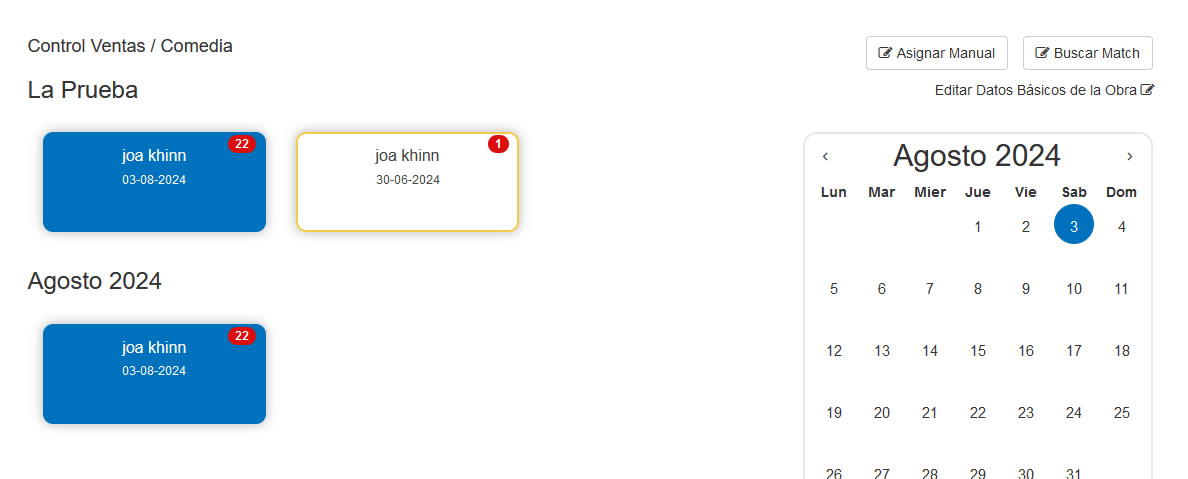 Control Ventas / Comedia
Asignar Manual
Buscar Match
La Prueba
Editar Datos Básicos de la Obra
22
joa khinn
03-08-2024
1
joa khinn
30-06-2024
Agosto 2024
22
joa khinn
03-08-2024
‹ Agosto 2024 ›
Lun Mar Mier Jue Vie Sab Dom
1 2 3 4
5 6 7 8 9 10 11
12 13 14 15 16 17 18
19 20 21 22 23 24 25
26 27 28 29 30 31